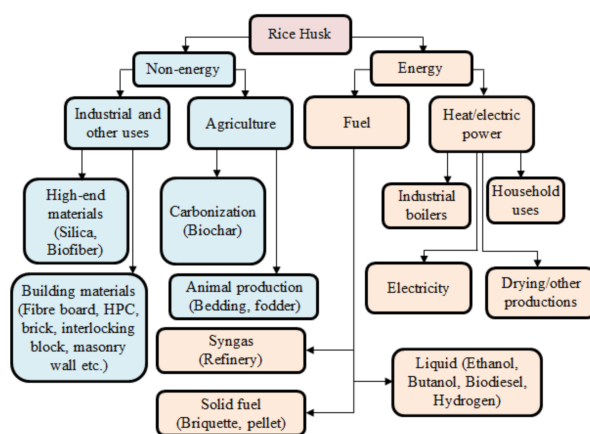 Rice Husk
Non-energy
Energy
Industrial and
other uses
Agriculture
Fuel
Heat/electric
power
High-end
materials
(Silica,
Biofiber)
Carbonization
(Biochar)
Industrial
boilers
Household
uses
Building materials
(Fibre board, HPC,
brick, interlocking
block, masonry
wall etc.)
Animal production
(Bedding, fodder)
Electricity
Drying/other
productions
Syngas
(Refinery)
Solid fuel
(Briquette, pellet)
Liquid (Ethanol,
Butanol, Biodiesel,
Hydrogen)